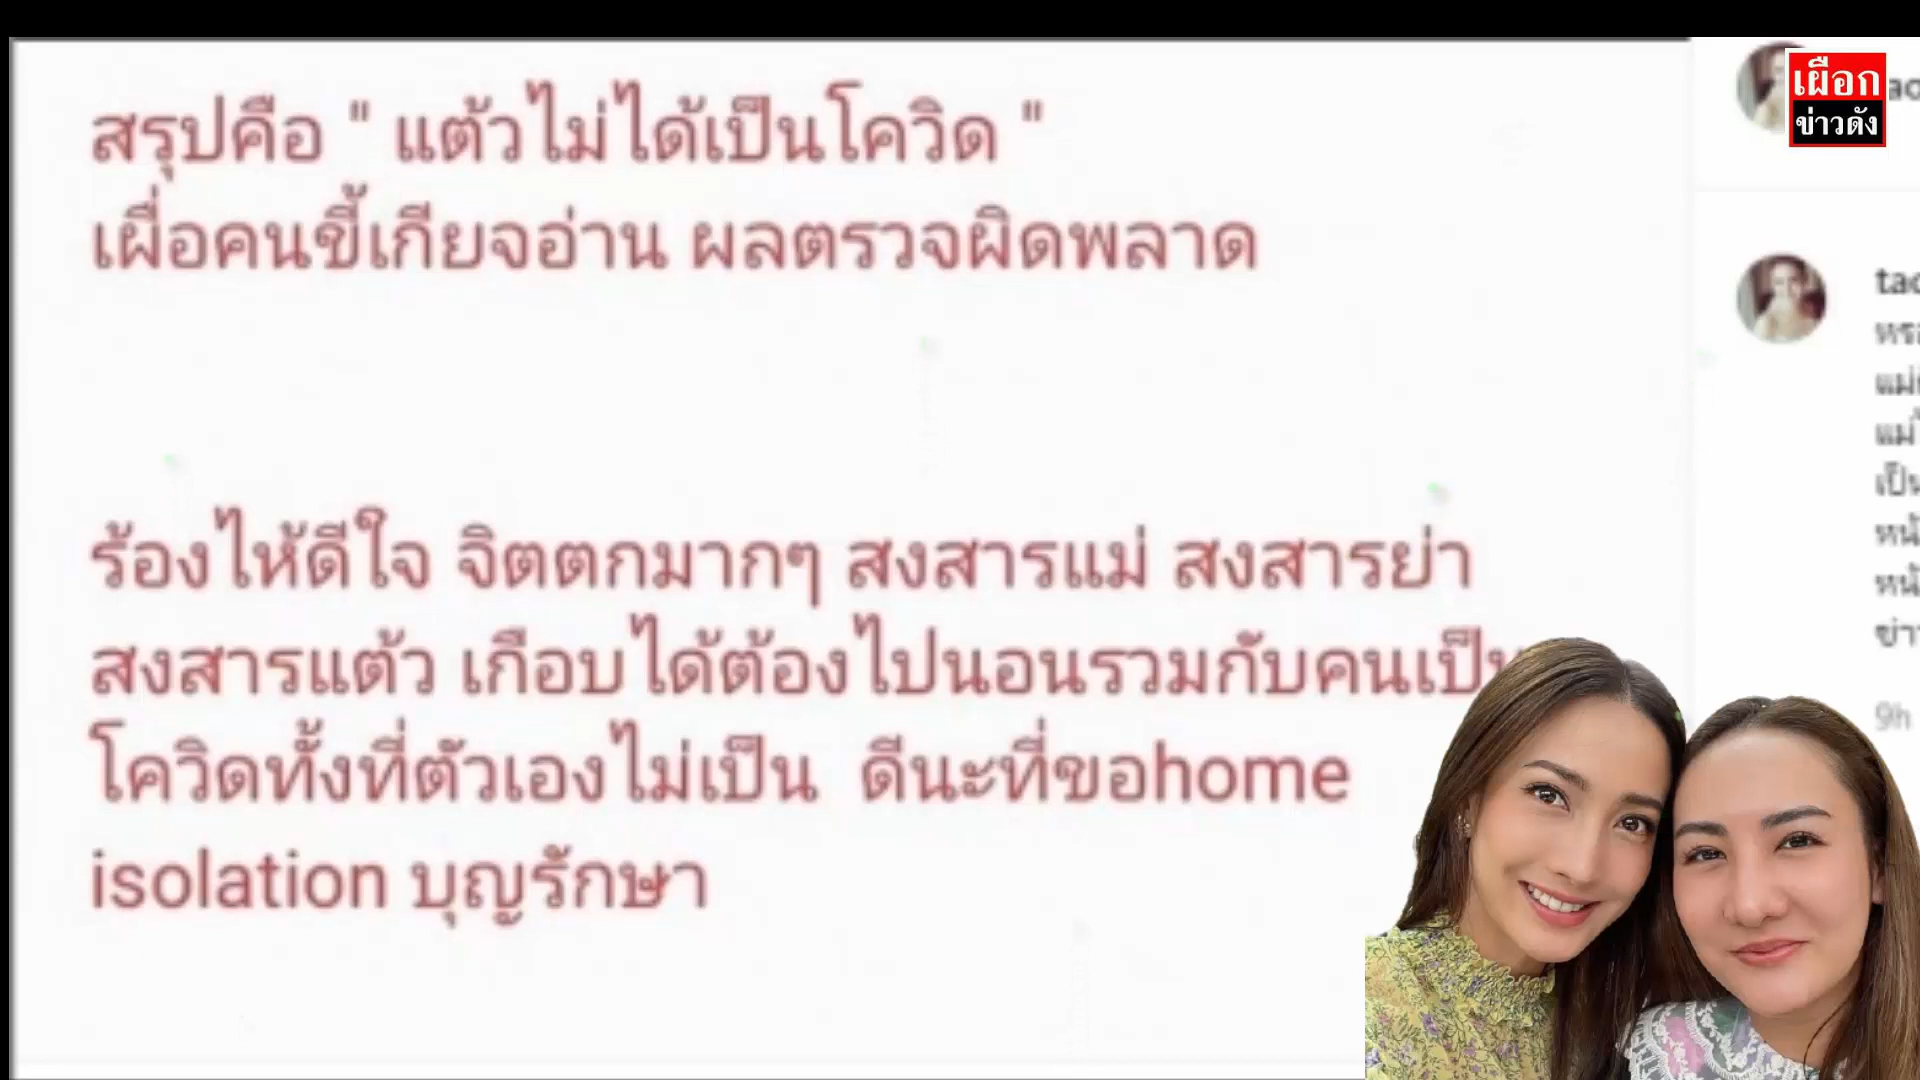 สรุปคือ " แต้วไม่ได้เป็นโควิด "
เผื่อคนขี้เกียจอ่าน ผลตรวจผิดพลาด
ร้องไห้ดีใจ จิตตกมากๆ สงสารแม่ สงสารย่า
สงสารแต้ว เกือบได้ต้องไปนอนรวมกับคนเป็น
โควิดทั้งที่ตัวเองไม่เป็น ดีนะที่ขอhome
isolation บุญรักษา
เผือก
ข่าวดัง
9h